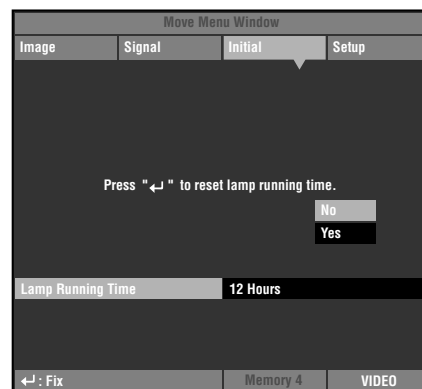 Move Menu Window
Image Signal Initial Setup
Press "↵" to reset lamp running time.
No
Yes
Lamp Running Time 12 Hours
↵ : Fix Memory 4 VIDEO